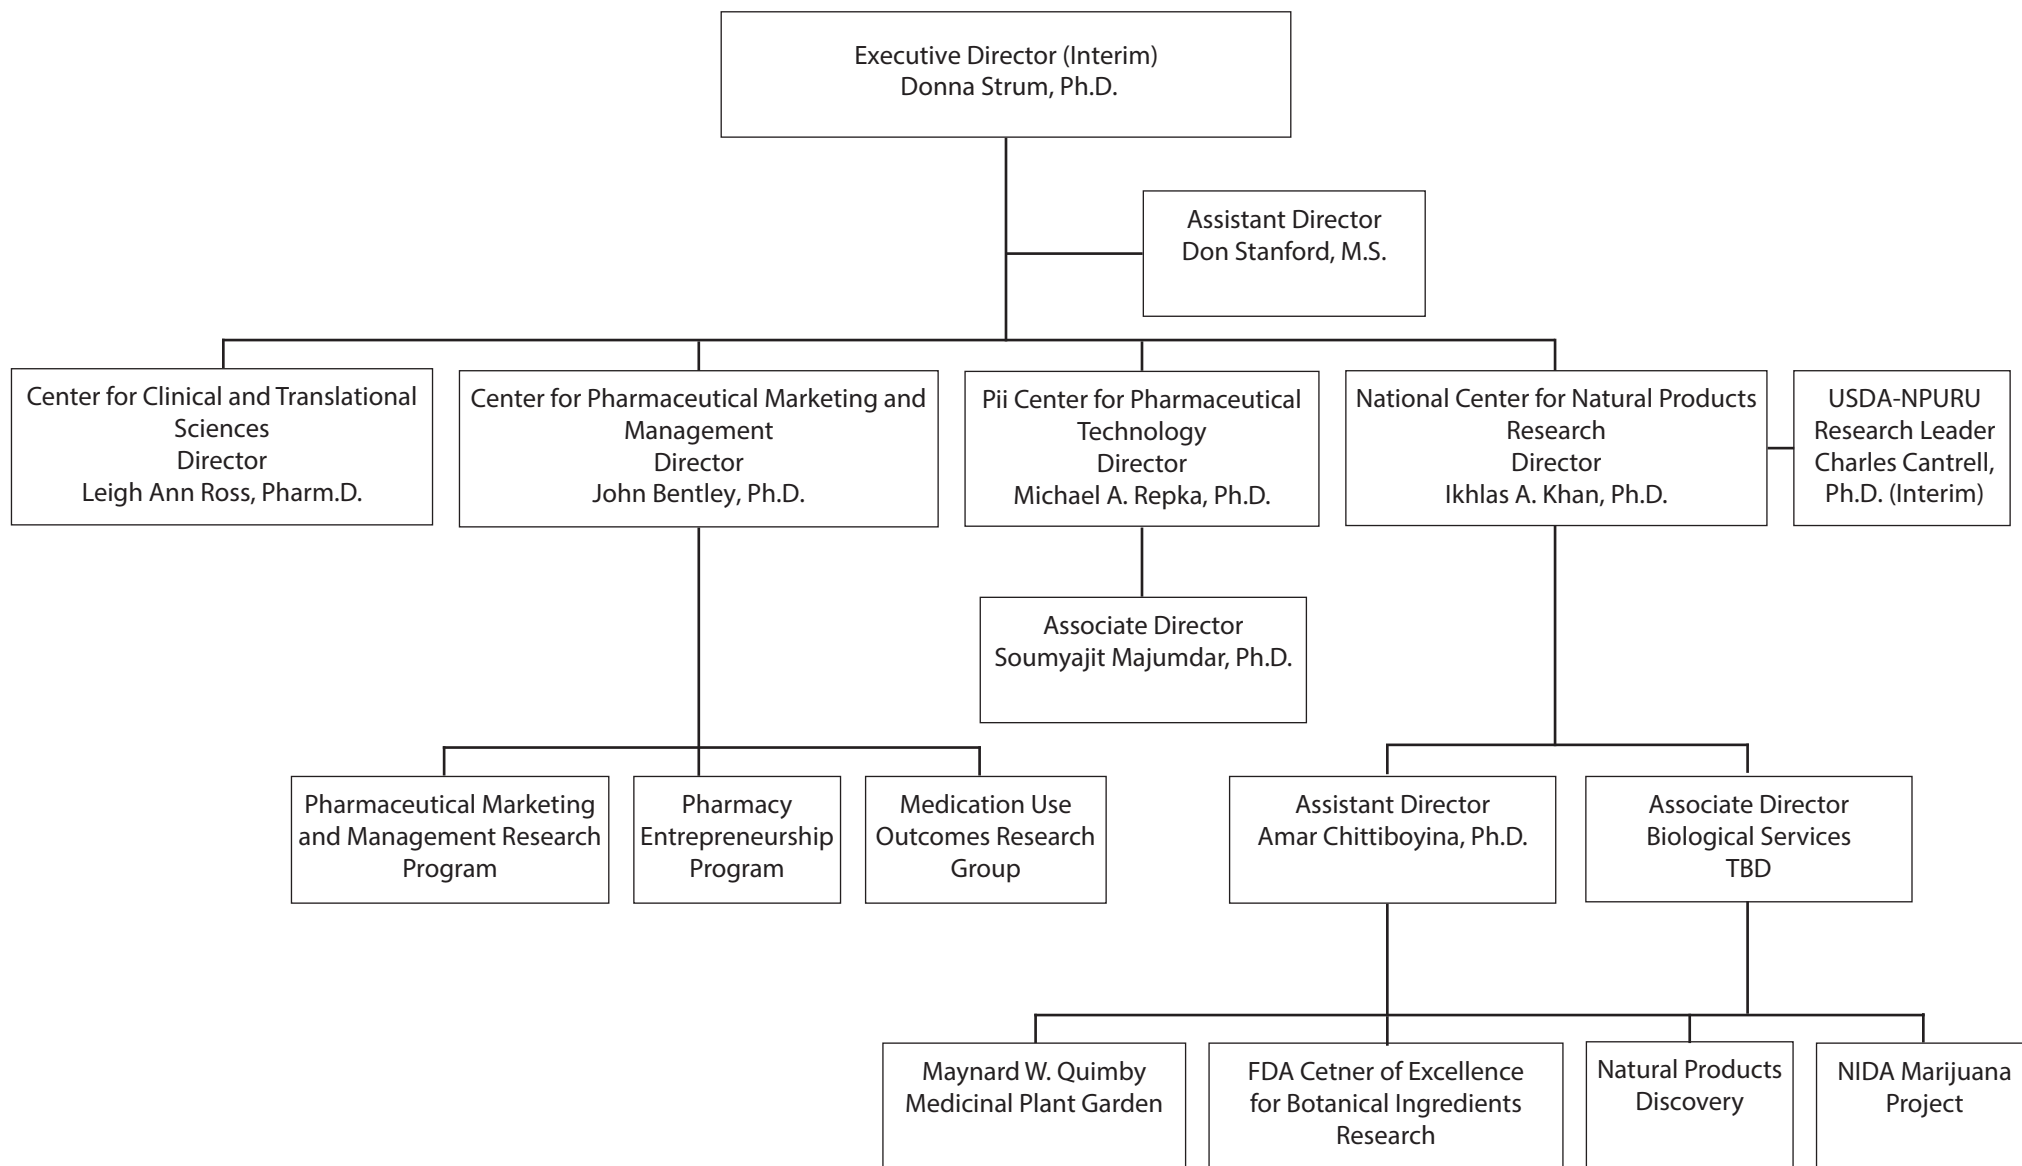 Executive Director (Interim)
Donna Strum, Ph.D.
Assistant Director
Don Stanford, M.S.
Center for Clinical and Translational
Sciences
Director
Leigh Ann Ross, Pharm.D.
Center for Pharmaceutical Marketing and
Management
Director
John Bentley, Ph.D.
Pii Center for Pharmaceutical
Technology
Director
Michael A. Repka, Ph.D.
National Center for Natural Products
Research
Director
Ikhlas A. Khan, Ph.D.
USDA-NPURU
Research Leader
Charles Cantrell,
Ph.D. (Interim)
Associate Director
Soumyajit Majumdar, Ph.D.
Pharmaceutical Marketing
and Management Research
Program
Pharmacy
Entrepreneurship
Program
Medication Use
Outcomes Research
Group
Assistant Director
Amar Chittiboyina, Ph.D.
Associate Director
Biological Services
TBD
Maynard W. Quimby
Medicinal Plant Garden
FDA Cetner of Excellence
for Botanical Ingredients
Research
Natural Products
Discovery
NIDA Marijuana
Project